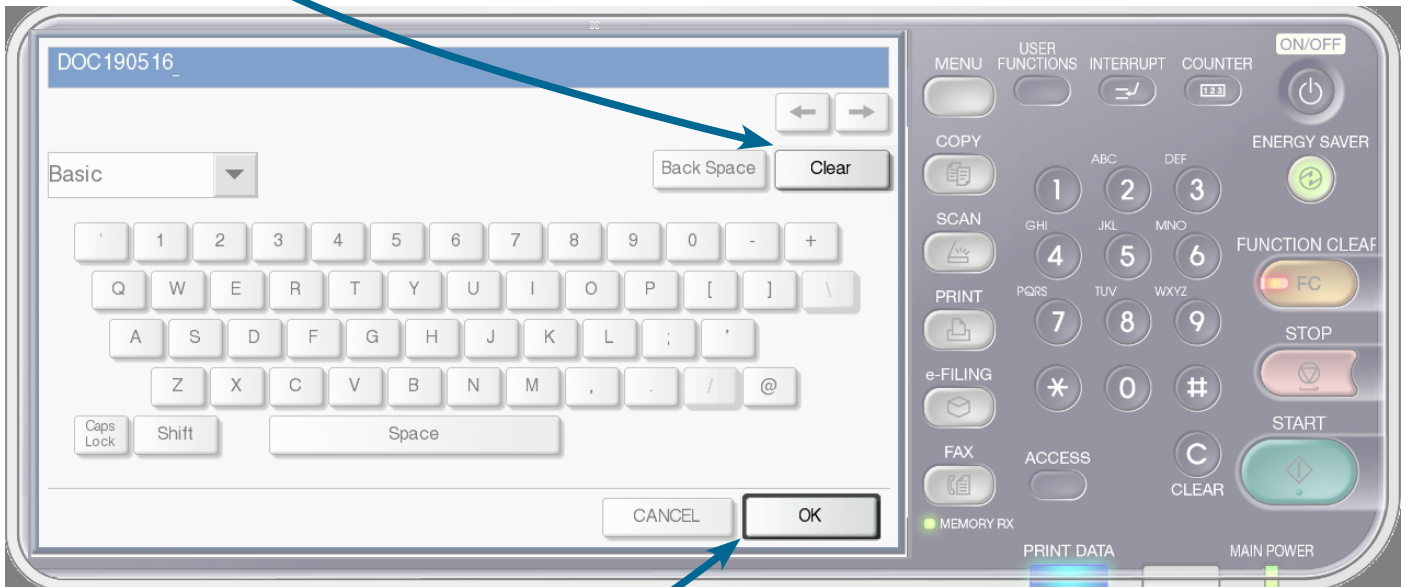 DOC190516_
Basic
Back Space
Clear
' 1 2 3 4 5 6 7 8 9 0 - +
Q W E R T Y U I O P [ ] \
A S D F G H J K L ; '
Z X C V B N M , . / @
Caps
Lock
Shift
Space
CANCEL
OK
MENU
USER
FUNCTIONS
INTERRUPT
COUNTER
123
ON/OFF
COPY
ENERGY SAVER
SCAN
PRINT
e-FILING
FAX
MEMORY RX
1
ABC
2
DEF
3
GHI
4
JKL
5
MNO
6
PQRS
7
TUV
8
WXYZ
9
*
0
#
ACCESS
C
CLEAR
FUNCTION CLEAR
FC
STOP
START
PRINT DATA
MAIN POWER